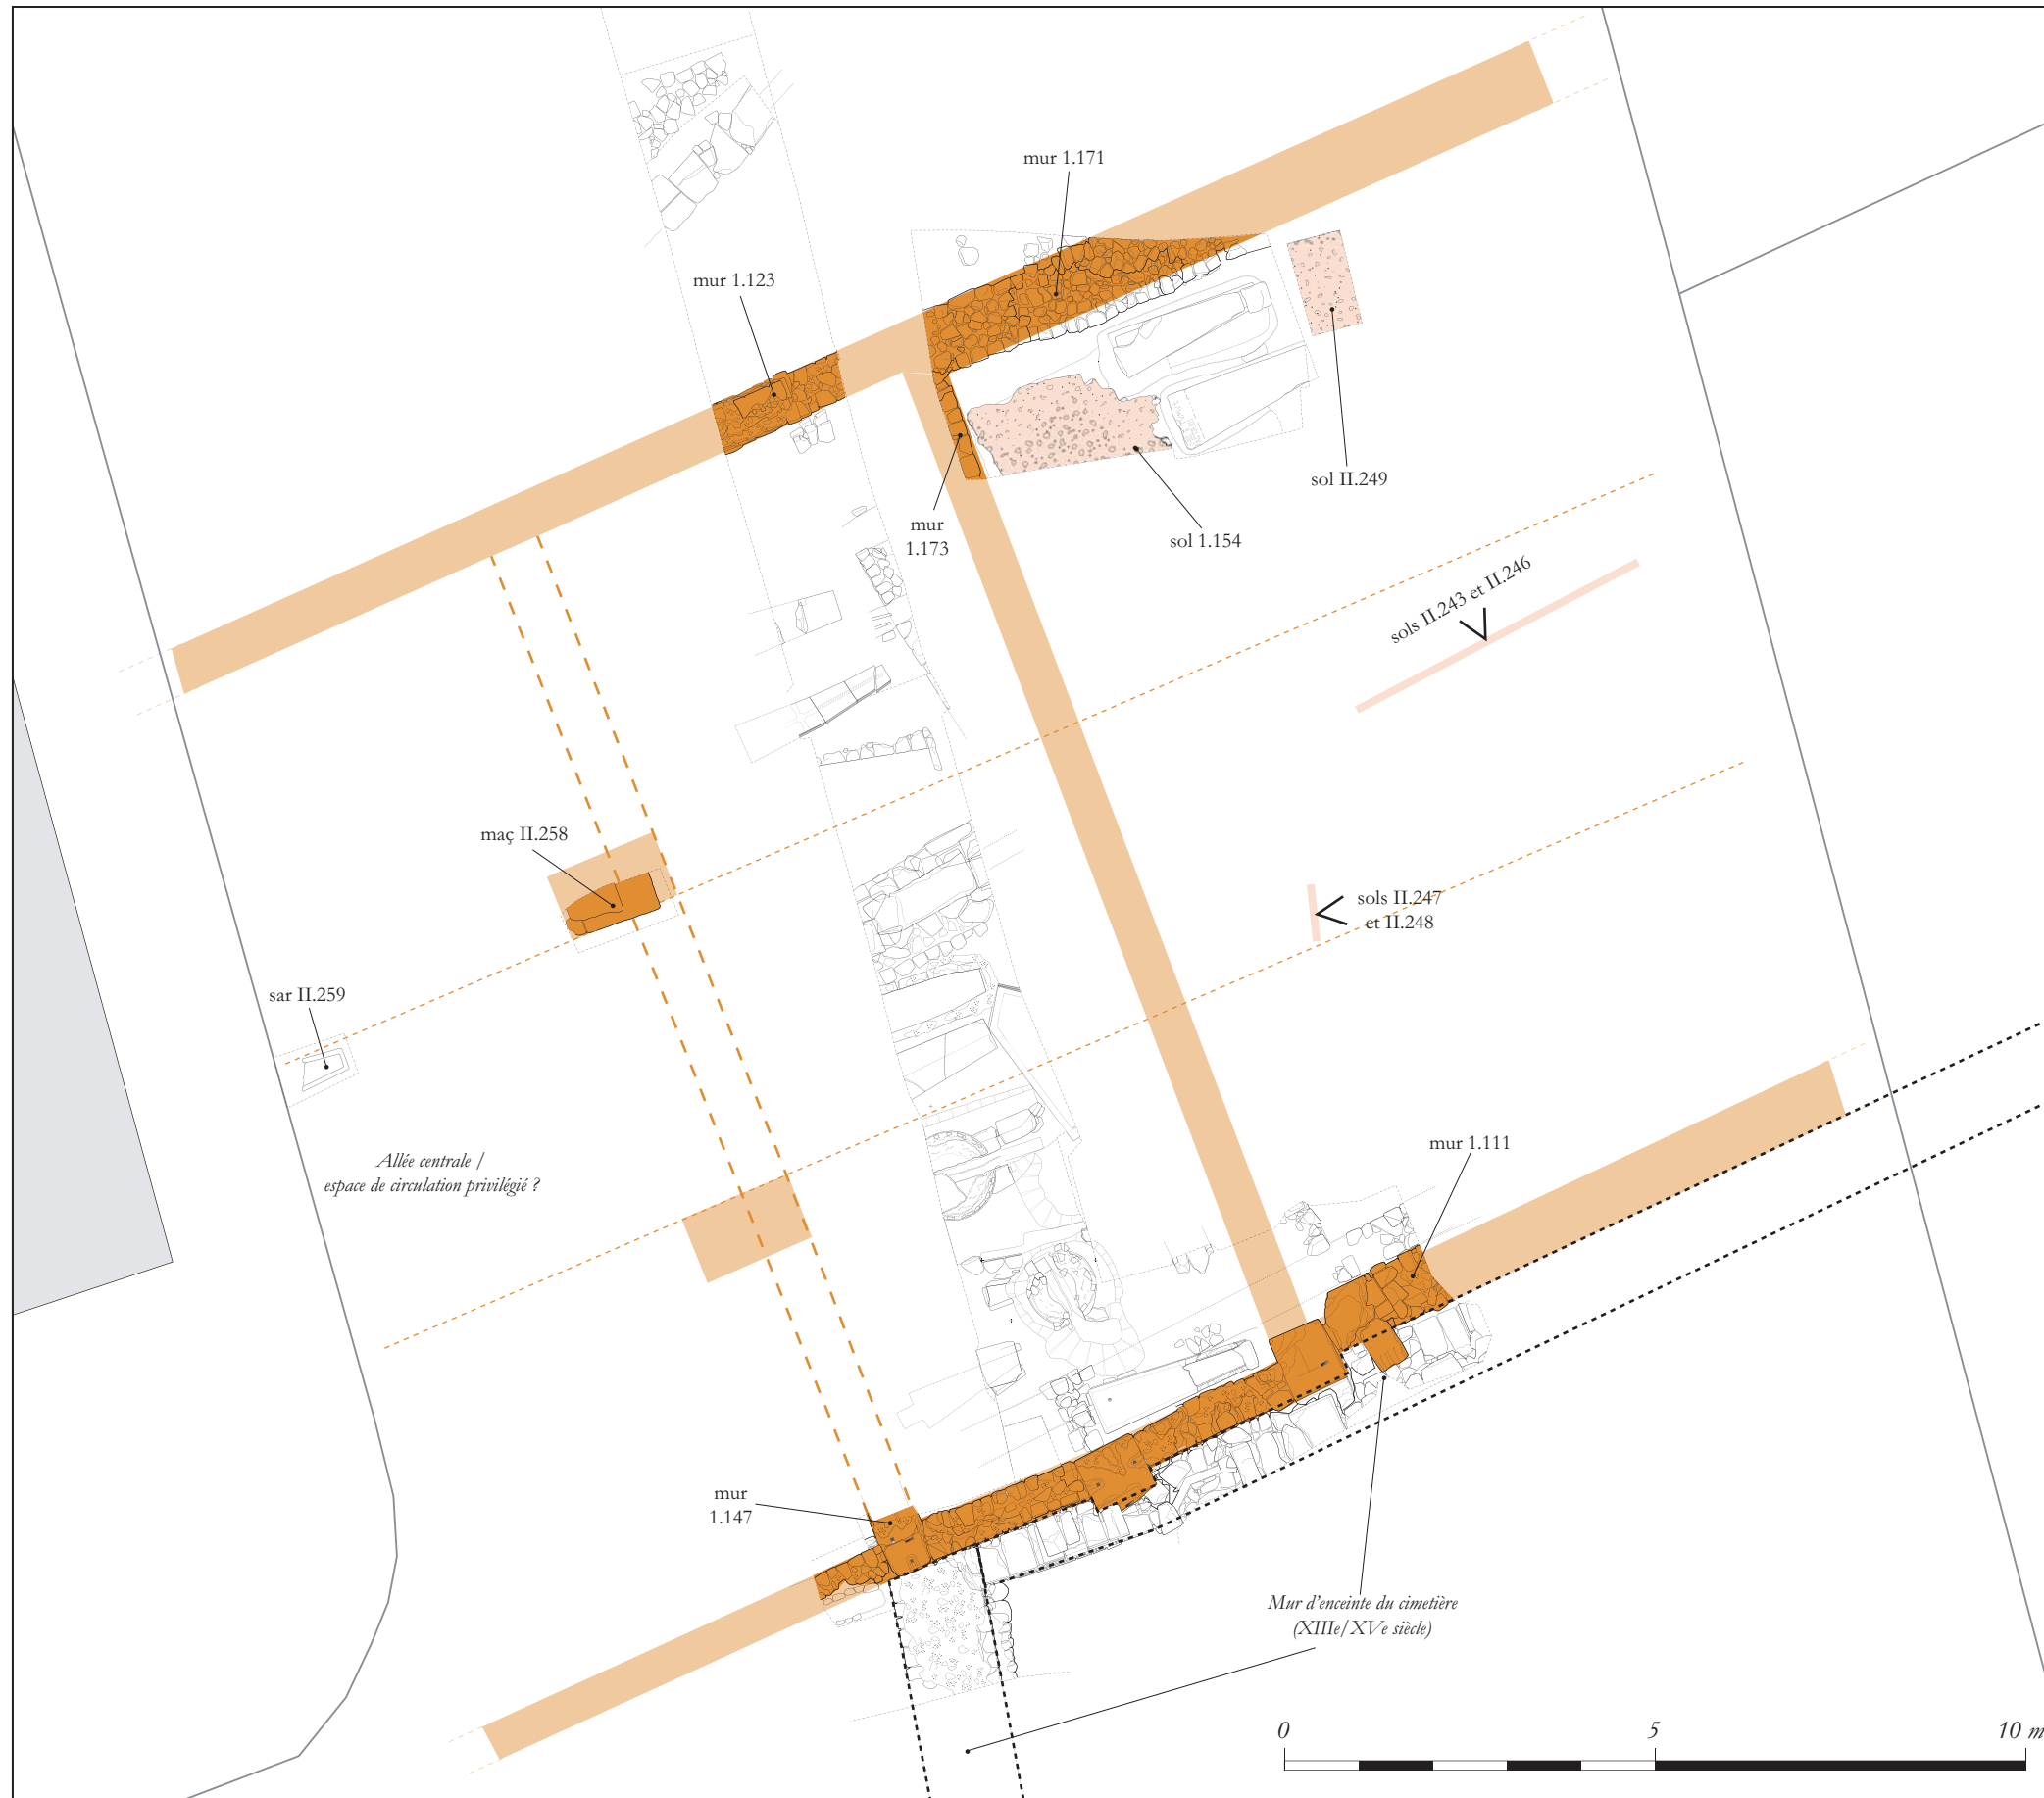 mur 1.171
mur 1.123
sol II.249
mur
1.173
sol 1.154
sols II.243 et II.246
maç II.258
sols II.247
et II.248
sar II.259
mur 1.111
Allée centrale /
espace de circulation privilégié ?
mur
1.147
Mur d'enceinte du cimetière
(XIIIe/XVe siècle)
0 5 10 m